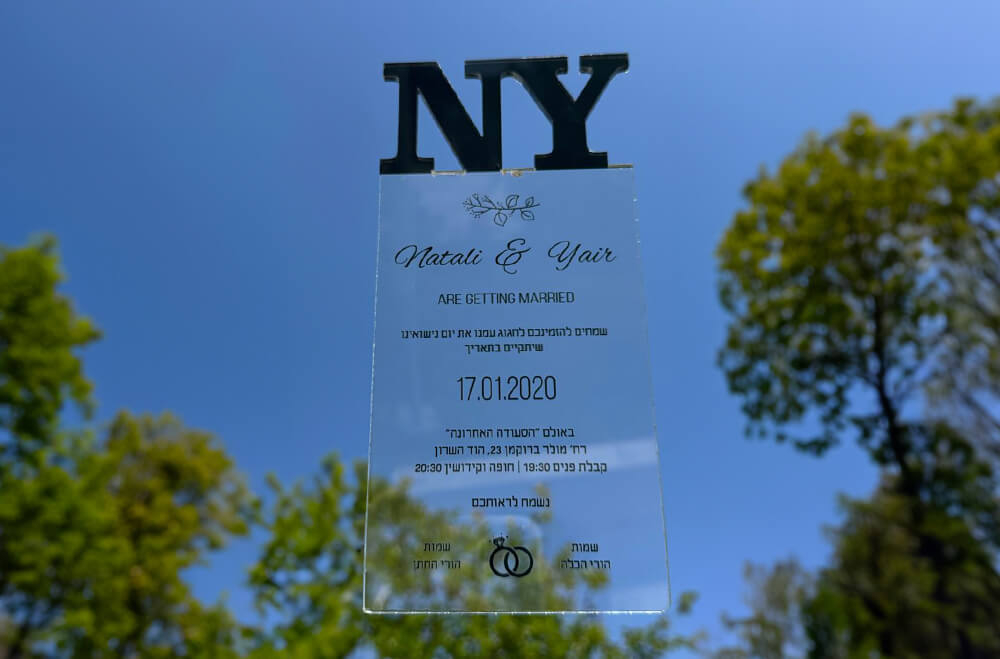 NY
Natali & Yair
ARE GETTING MARRIED
שמחים להזמינכם לחגוג עמנו את יום נישואינו
שיתקיים בתאריך
17.01.2020
באולם "הסעודה האחרונה"
רח' מולר ברוקמן 23, הוד השרון
קבלת פנים 19:30 | חופה וקידושין 20:30
נשמח לראותכם
שמות
הורי הכלה
שמות
הורי החתן